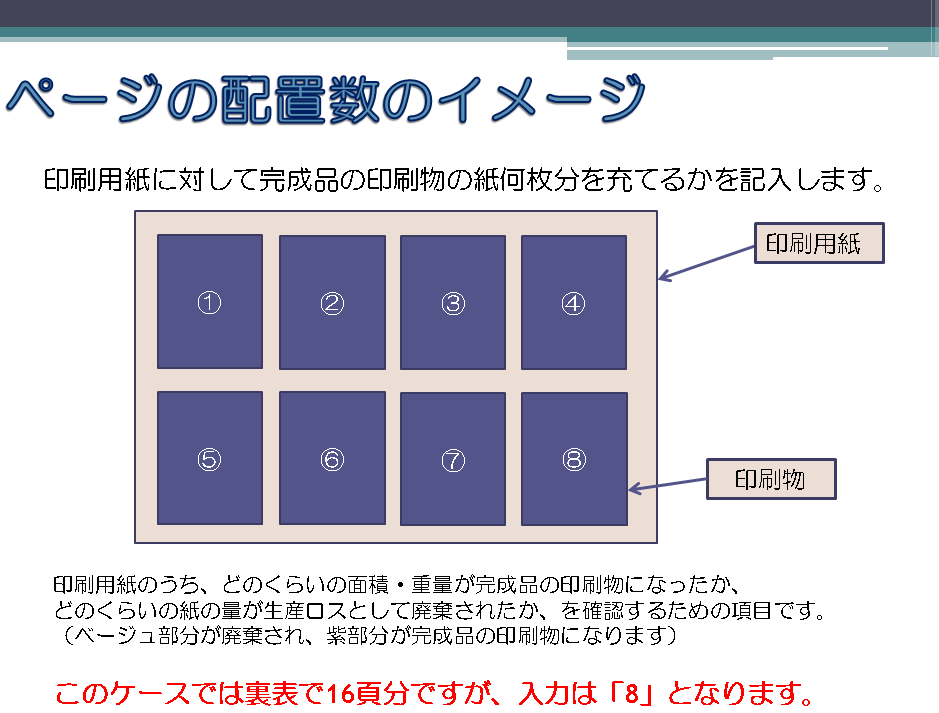 ページの配置数のイメージ
印刷用紙に対して完成品の印刷物の紙何枚分を充てるかを記入します。
印刷用紙
① ② ③ ④
⑤ ⑥ ⑦ ⑧
印刷物
印刷用紙のうち、どのくらいの面積・重量が完成品の印刷物になったか、
どのくらいの紙の量が生産ロスとして廃棄されたか、を確認するための項目です。
（ベージュ部分が廃棄され、紫部分が完成品の印刷物になります）
このケースでは裏表で16頁分ですが、入力は「8」となります。